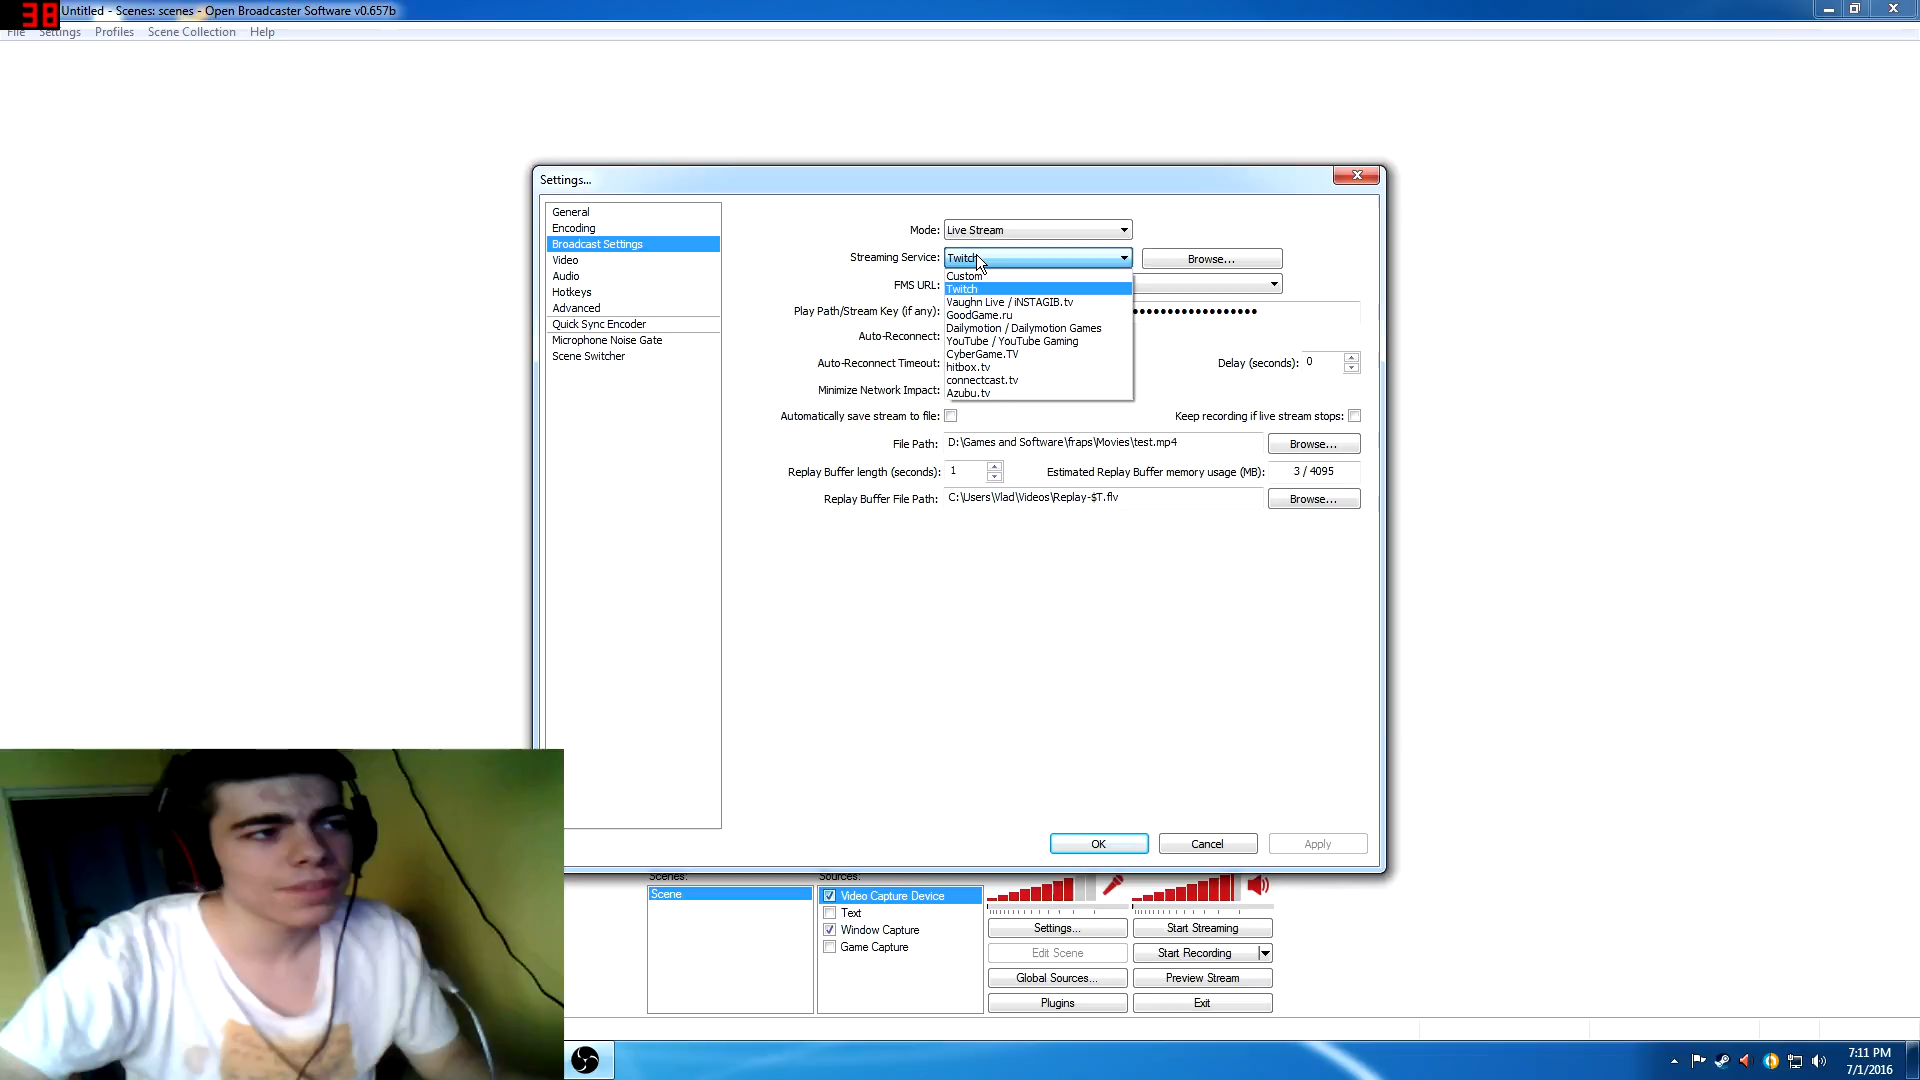 38
Untitled - Scenes: scenes - Open Broadcaster Software v0.657b
File Settings Profiles Scene Collection Help
Settings...
General
Encoding
Broadcast Settings
Video
Audio
Hotkeys
Advanced
Quick Sync Encoder
Microphone Noise Gate
Scene Switcher
Mode: Live Stream
Streaming Service: Twitch Browse...
Custom
Twitch
Vaughn Live / iNSTAGIB.tv
GoodGame.ru
Dailymotion / Dailymotion Games
YouTube / YouTube Gaming
CyberGame.TV
hitbox.tv
connectcast.tv
Azubu.tv
FMS URL:
Play Path/Stream Key (if any): ••••••••••••••••••
Auto-Reconnect:
Auto-Reconnect Timeout: Delay (seconds): 0
Minimize Network Impact:
Automatically save stream to file: Keep recording if live stream stops:
File Path: D:\Games and Software\fraps\Movies\test.mp4 Browse...
Replay Buffer length (seconds): 1 Estimated Replay Buffer memory usage (MB): 3 / 4095
Replay Buffer File Path: C:\Users\Vlad\Videos\Replay-$T.flv Browse...
OK Cancel Apply
Scenes:
Scene
Sources:
Video Capture Device
Text
Window Capture
Game Capture
Settings... Start Streaming
Edit Scene Start Recording
Global Sources... Preview Stream
Plugins Exit
7:11 PM
7/1/2016